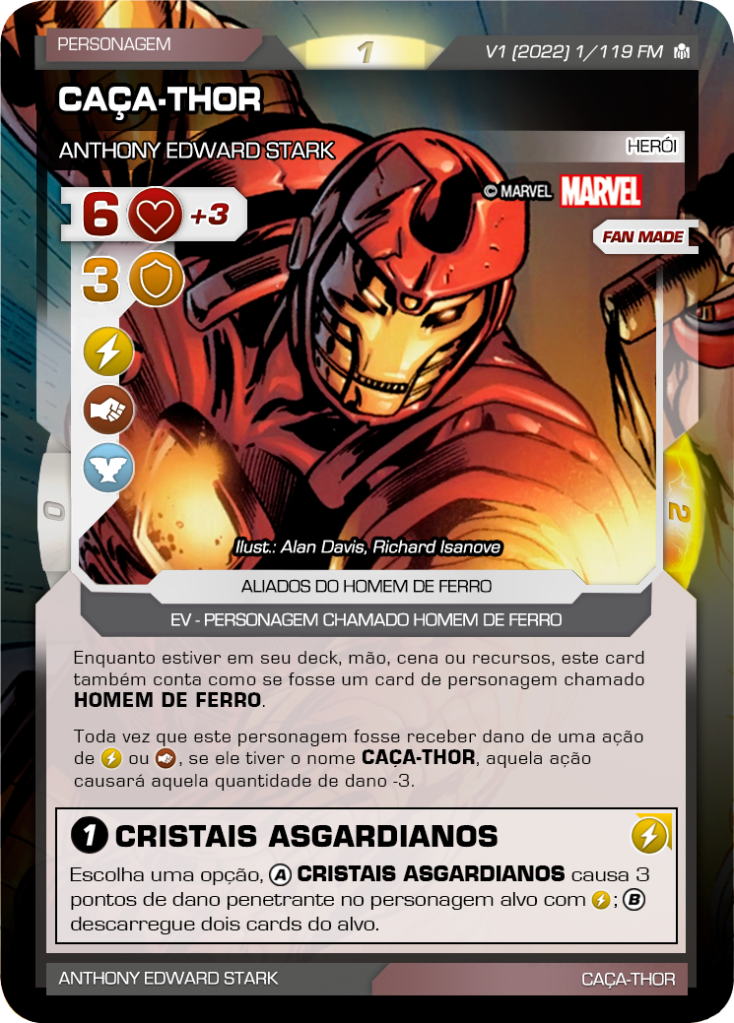 PERSONAGEM
1
V1 (2022) 1/119 FM
CAÇA-THOR
ANTHONY EDWARD STARK
HERÓI
© MARVEL MARVEL
6 +3
FAN MADE
3
0
2
Ilust.: Alan Davis, Richard Isanove
ALIADOS DO HOMEM DE FERRO
EV - PERSONAGEM CHAMADO HOMEM DE FERRO
Enquanto estiver em seu deck, mão, cena ou recursos, este card
também conta como se fosse um card de personagem chamado
HOMEM DE FERRO.
Toda vez que este personagem fosse receber dano de uma ação
de ou , se ele tiver o nome CAÇA-THOR, aquela ação
causará aquela quantidade de dano -3.
1 CRISTAIS ASGARDIANOS
Escolha uma opção, A CRISTAIS ASGARDIANOS causa 3
pontos de dano penetrante no personagem alvo com ; B
descarregue dois cards do alvo.
ANTHONY EDWARD STARK
CAÇA-THOR